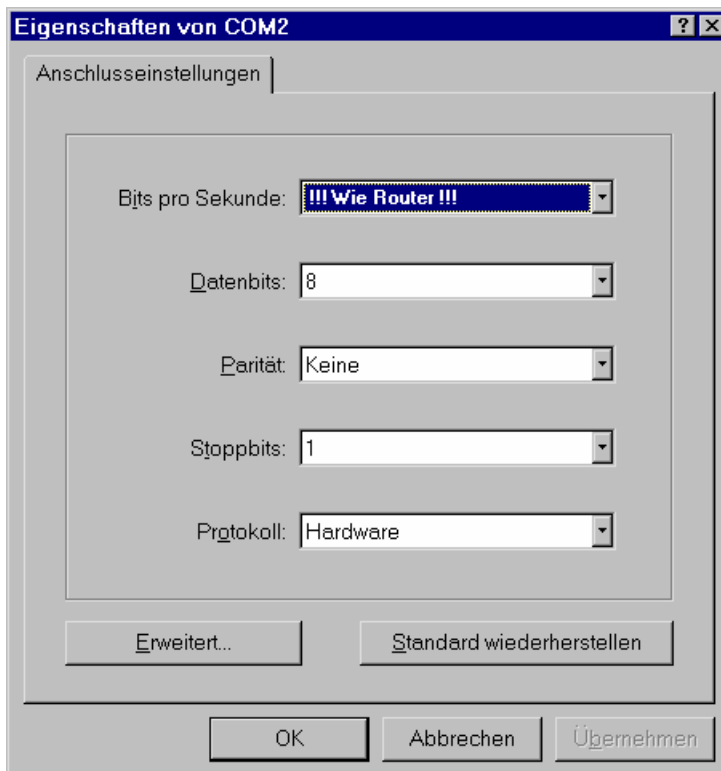 Eigenschaften von COM2
Anschlusseinstellungen
Bits pro Sekunde: !!! Wie Router !!!
Datenbits: 8
Parität: Keine
Stoppbits: 1
Protokoll: Hardware
Erweitert... Standard wiederherstellen
OK Abbrechen Übernehmen